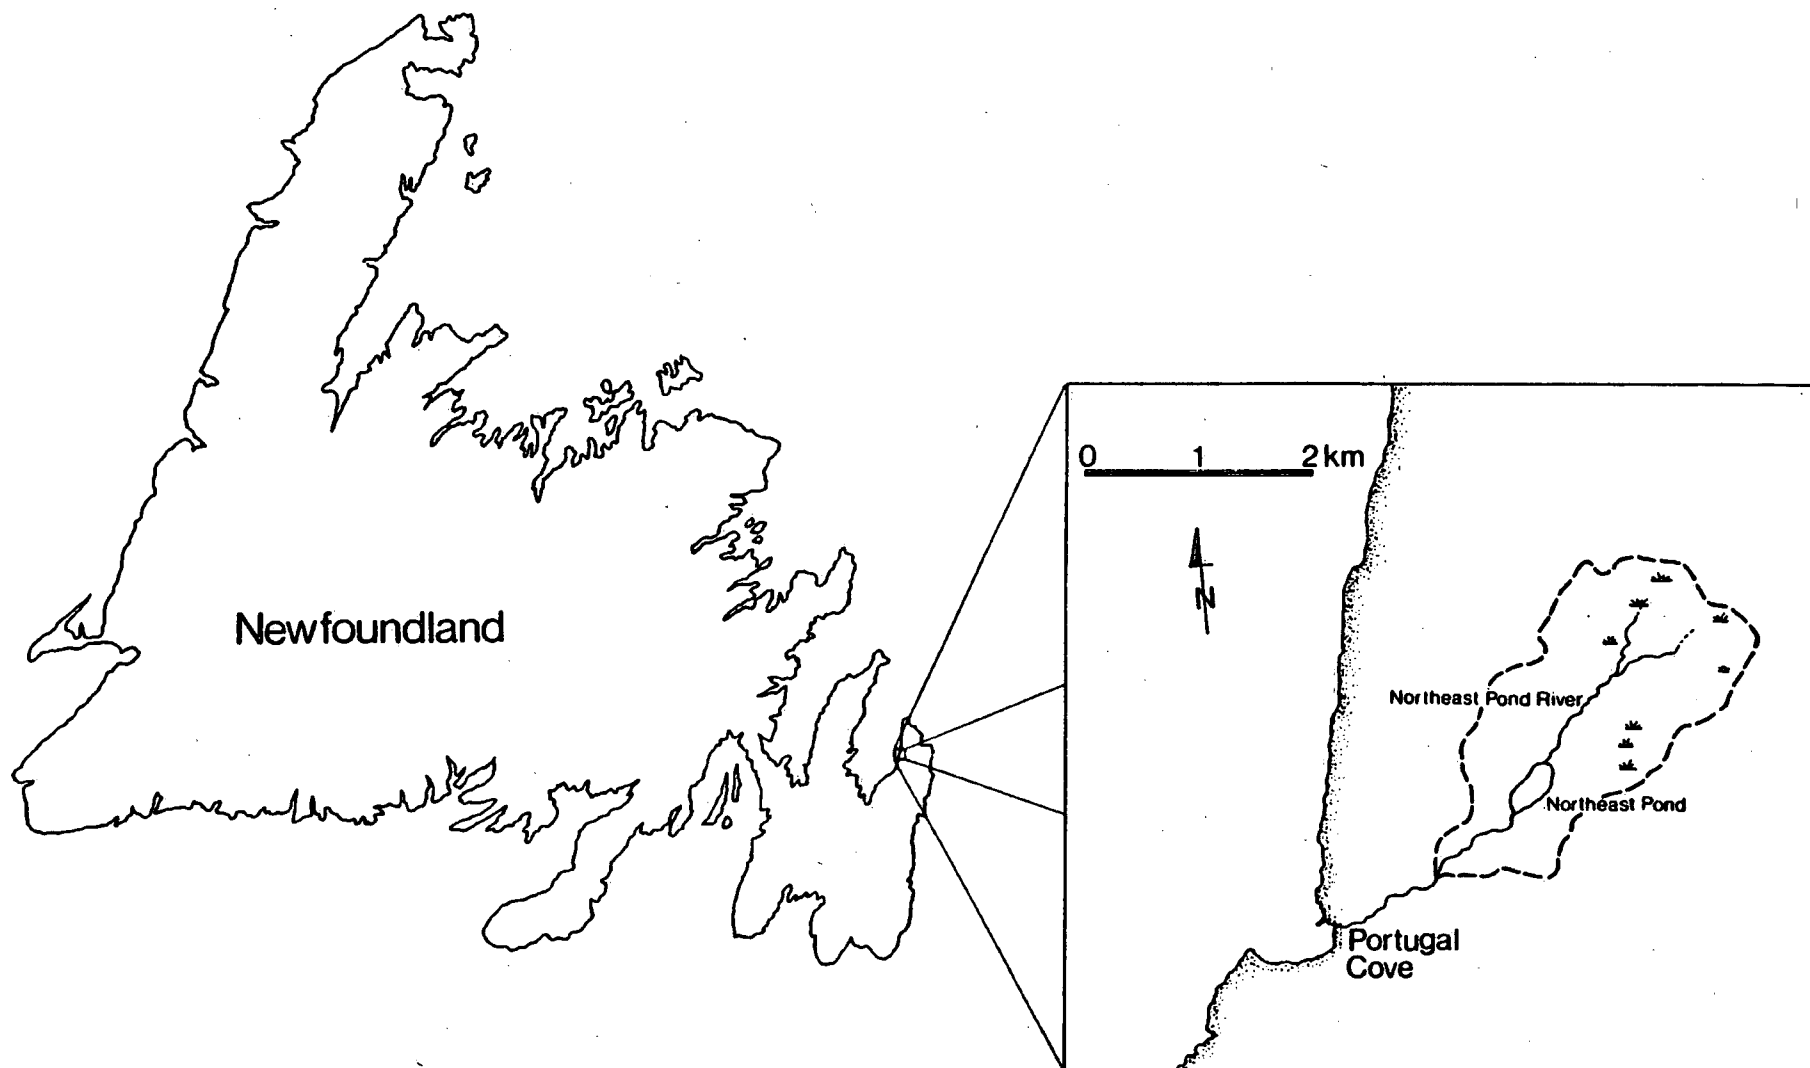 Newfoundland
0 1 2 km
N
Northeast Pond River
Northeast Pond
Portugal
Cove